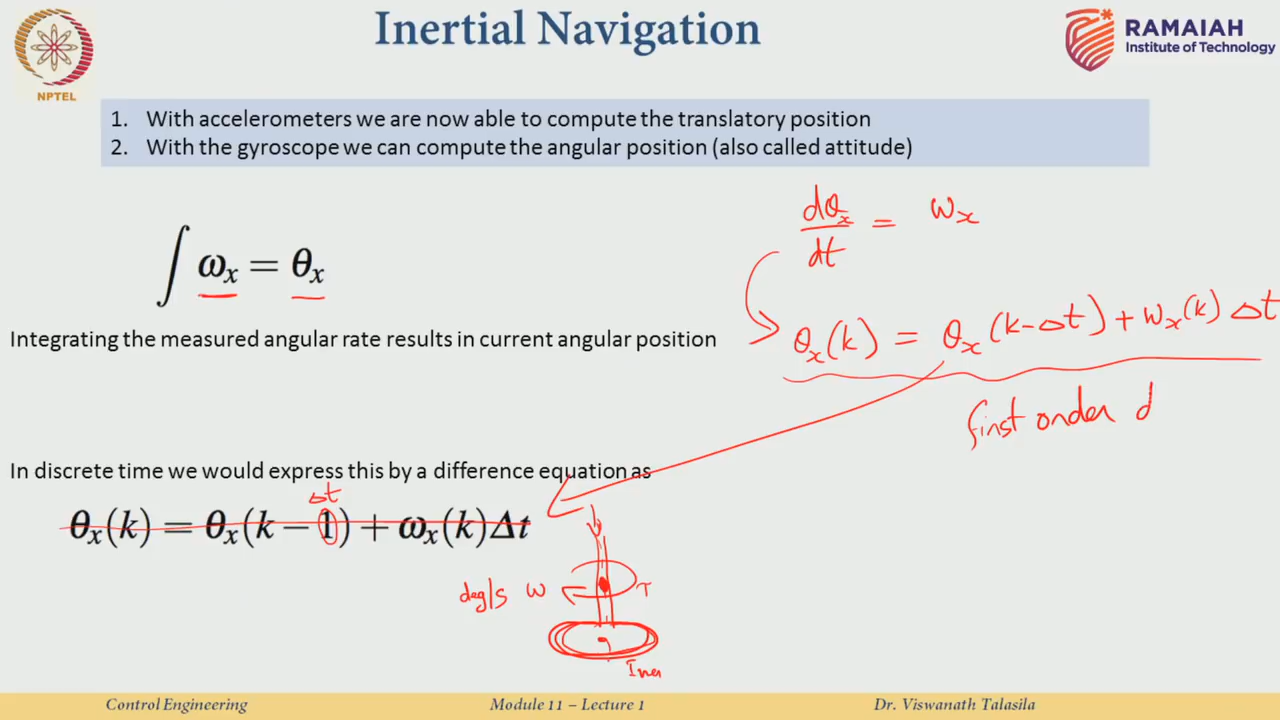 Inertial Navigation
NPTEL
RAMAIAH
Institute of Technology
1. With accelerometers we are now able to compute the translatory position
2. With the gyroscope we can compute the angular position (also called attitude)
dθₓ/dt = ωₓ
∫ ωₓ = θₓ
θₓ(k) = θₓ(k-Δt) + ωₓ(k) Δt
Integrating the measured angular rate results in current angular position
first order d
In discrete time we would express this by a difference equation as
Δt
θₓ(k) = θₓ(k − 1) + ωₓ(k)Δt
deg/s ω τ
Iner
Control Engineering
Module 11 – Lecture 1
Dr. Viswanath Talasila